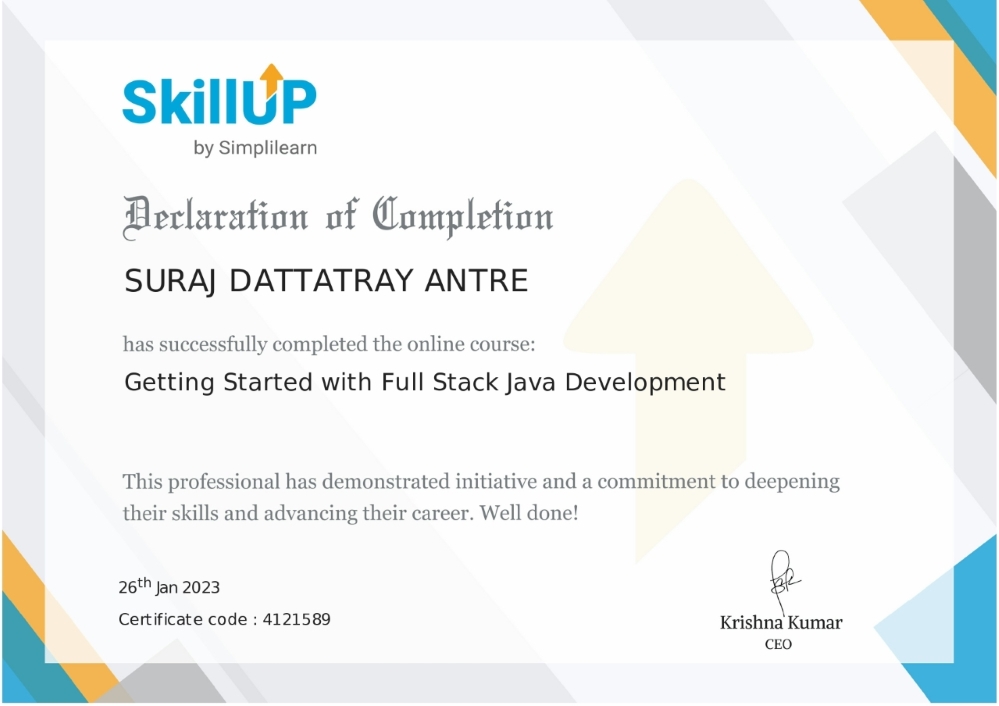 SkillUP
by Simplilearn
Declaration of Completion
SURAJ DATTATRAY ANTRE
has successfully completed the online course:
Getting Started with Full Stack Java Development
This professional has demonstrated initiative and a commitment to deepening
their skills and advancing their career. Well done!
26th Jan 2023
Certificate code : 4121589
Krishna Kumar
CEO